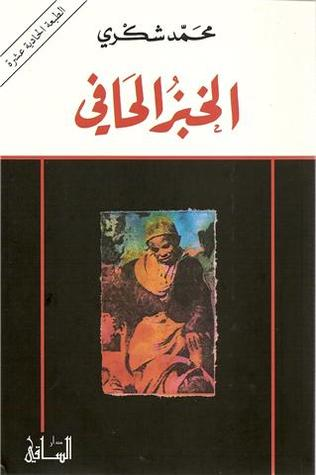 الطبعة الحادية عشرة
محمد شكري
الخبز الحافي
دار
الساقي